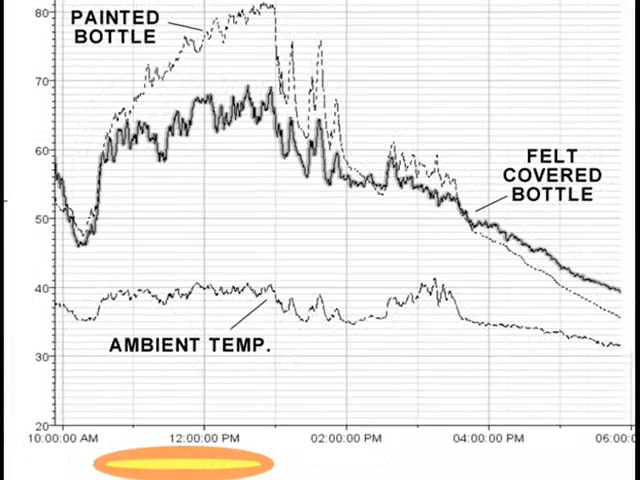 80
PAINTED
BOTTLE
70
60
FELT
COVERED
BOTTLE
50
40
AMBIENT TEMP.
30
20
10:00:00 AM 12:00:00 PM 02:00:00 PM 04:00:00 PM 06:00: